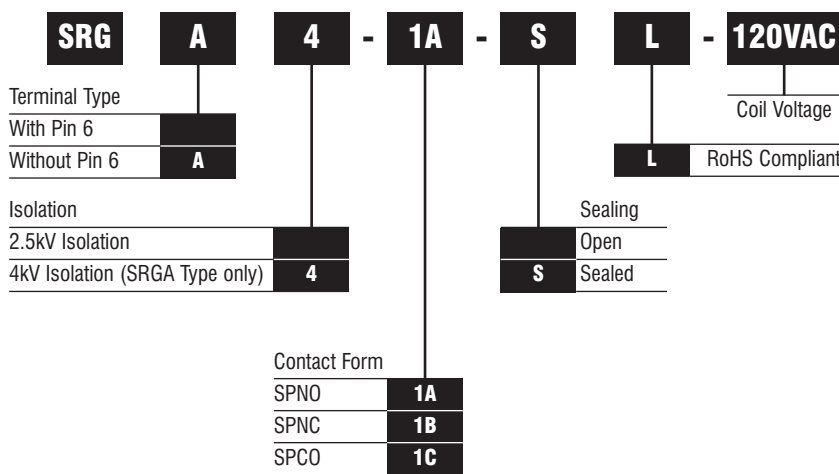 SRG A 4 - 1A - S L - 120VAC
Terminal Type
With Pin 6
Without Pin 6 A
Coil Voltage
L RoHS Compliant
Isolation
2.5kV Isolation
4kV Isolation (SRGA Type only) 4
Sealing
Open
S Sealed
Contact Form
SPNO 1A
SPNC 1B
SPCO 1C